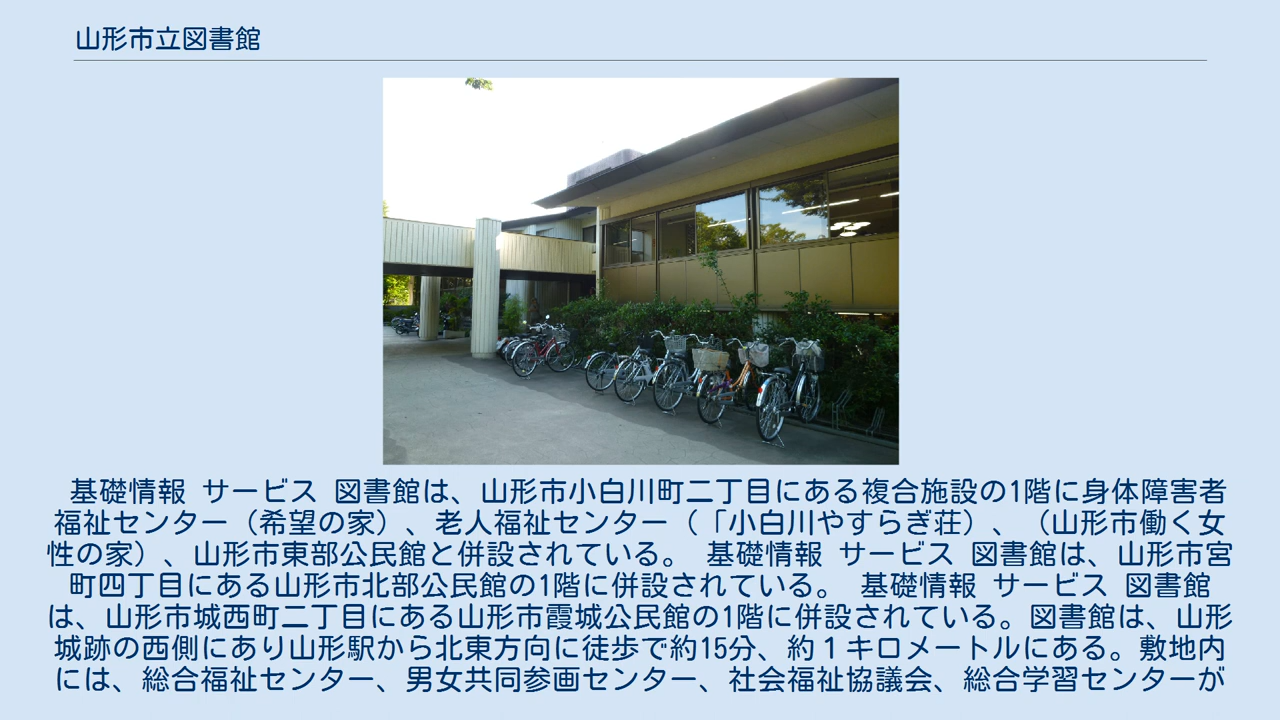 山形市立図書館
基礎情報 サービス 図書館は、山形市小白川町二丁目にある複合施設の1階に身体障害者
福祉センター（希望の家）、老人福祉センター（「小白川やすらぎ荘）、（山形市働く女
性の家）、山形市東部公民館と併設されている。 基礎情報 サービス 図書館は、山形市宮
町四丁目にある山形市北部公民館の1階に併設されている。 基礎情報 サービス 図書館
は、山形市城西町二丁目にある山形市霞城公民館の1階に併設されている。図書館は、山形
城跡の西側にあり山形駅から北東方向に徒歩で約15分、約１キロメートルにある。敷地内
には、総合福祉センター、男女共同参画センター、社会福祉協議会、総合学習センターが